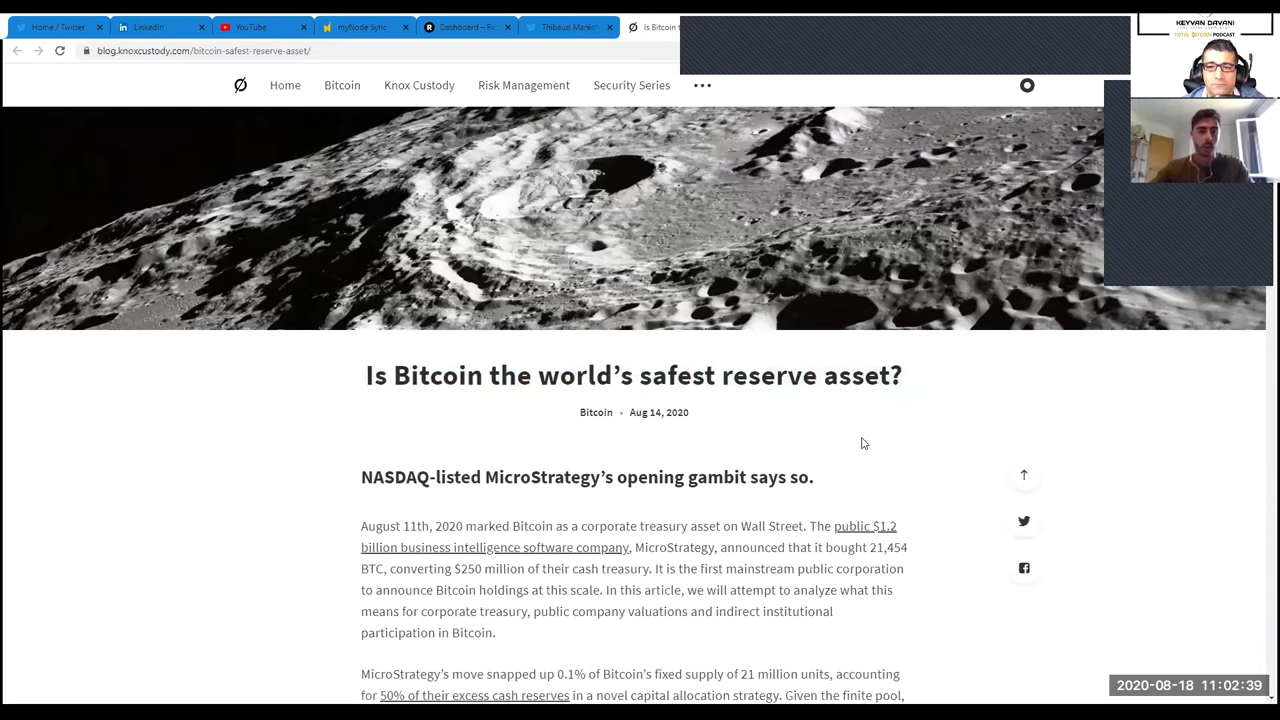 Home / Twitter
LinkedIn
YouTube
myNode Sync
Dashboard – Ri
Thibaud Maréch
Is Bitcoin t
KEYVAN DAVANI
TOTAL BITCOIN PODCAST
blog.knoxcustody.com/bitcoin-safest-reserve-asset/
Home
Bitcoin
Knox Custody
Risk Management
Security Series
Is Bitcoin the world’s safest reserve asset?
Bitcoin • Aug 14, 2020
NASDAQ-listed MicroStrategy’s opening gambit says so.
August 11th, 2020 marked Bitcoin as a corporate treasury asset on Wall Street. The public $1.2
billion business intelligence software company, MicroStrategy, announced that it bought 21,454
BTC, converting $250 million of their cash treasury. It is the first mainstream public corporation
to announce Bitcoin holdings at this scale. In this article, we will attempt to analyze what this
means for corporate treasury, public company valuations and indirect institutional
participation in Bitcoin.
MicroStrategy’s move snapped up 0.1% of Bitcoin’s fixed supply of 21 million units, accounting
for 50% of their excess cash reserves in a novel capital allocation strategy. Given the finite pool,
2020-08-18 11:02:39